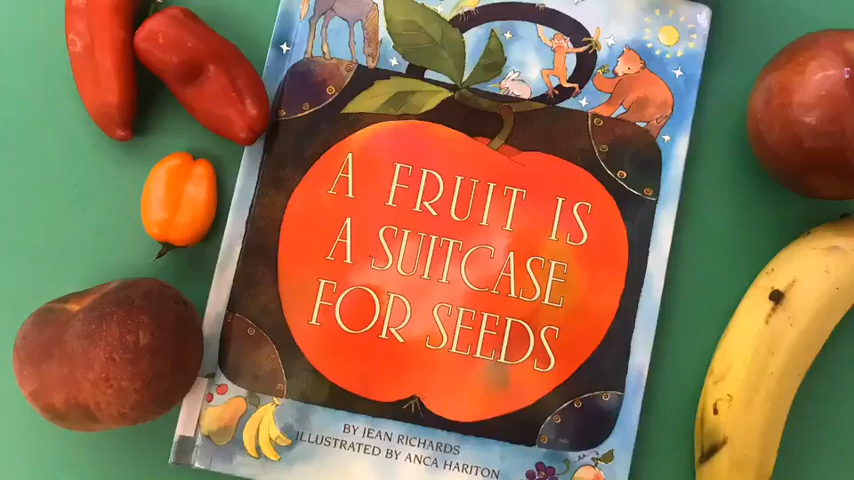 A FRUIT IS
A SUITCASE
FOR SEEDS
BY JEAN RICHARDS
ILLUSTRATED BY ANCA HARITON